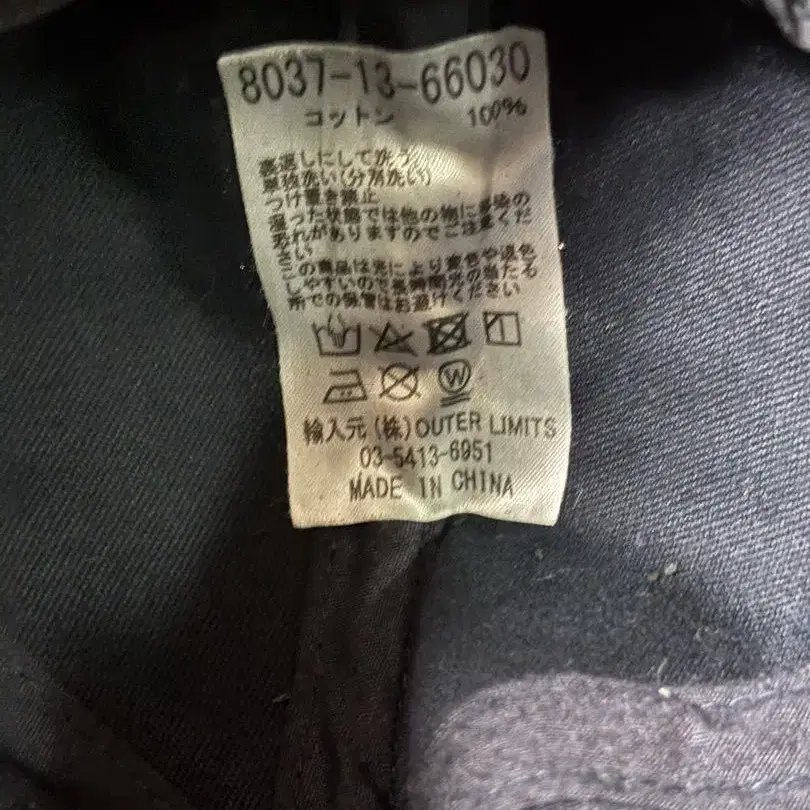 8037-13-66030
コットン 100%
裏返しにして洗う
単独洗い(分別洗い)
つけ置き禁止
湿った状態では他の物に移染の
恐れがありますのでご注意くだ
さい
この商品は光により変色や退色
しやすいので長時間光の当たる
所での保管はお避けください
W
輸入元(株)OUTER LIMITS
03-5413-6951
MADE IN CHINA